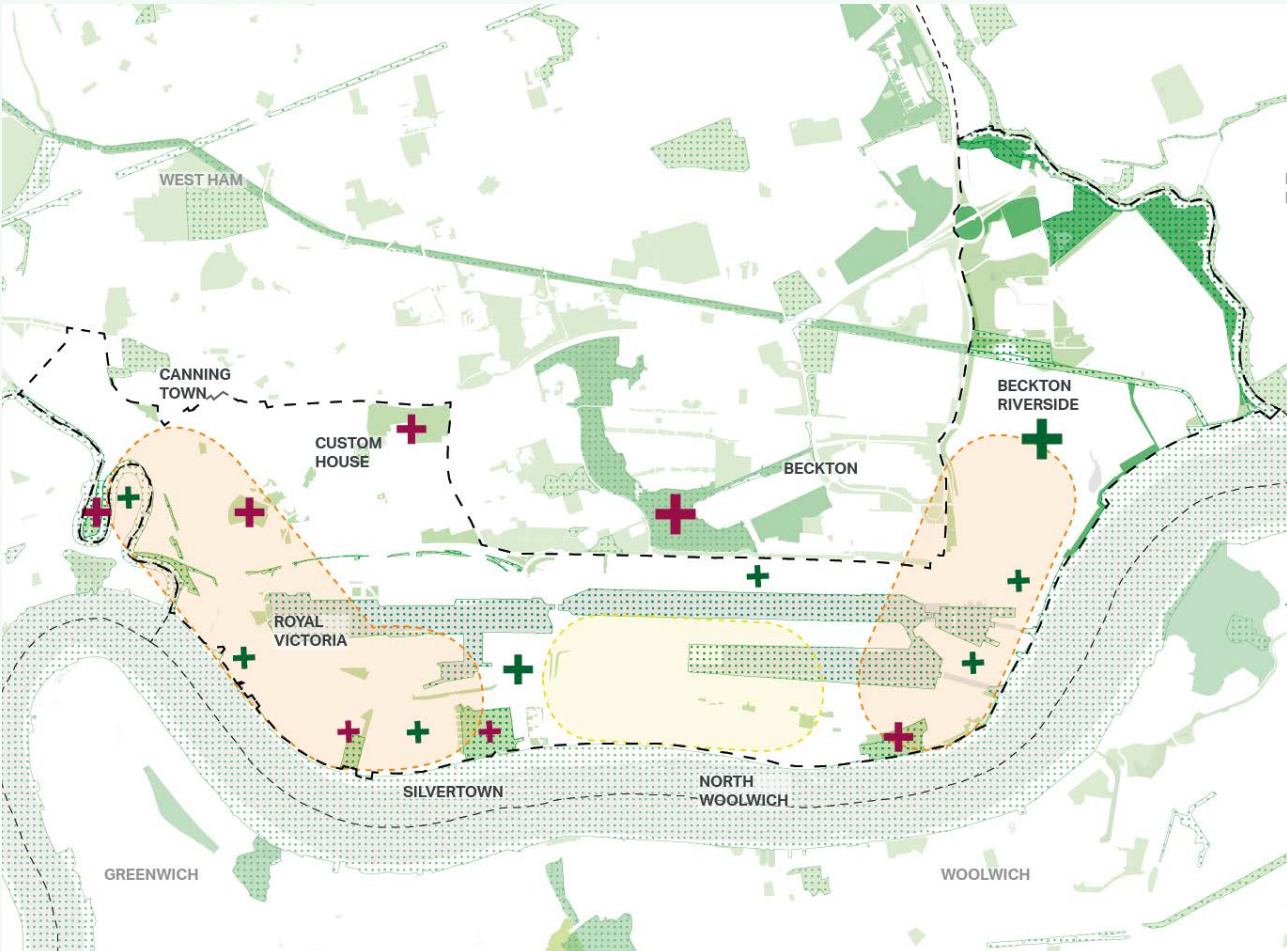 WEST HAM
CANNING
TOWN
CUSTOM
HOUSE
BECKTON
RIVERSIDE
BECKTON
ROYAL
VICTORIA
SILVERTOWN
NORTH
WOOLWICH
GREENWICH
WOOLWICH